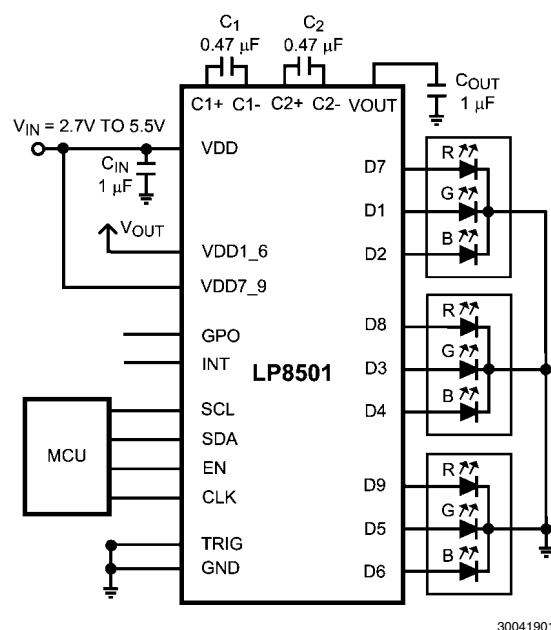 C1
0.47 µF
C2
0.47 µF
COUT
1 µF
C1+ C1- C2+ C2- VOUT
VIN = 2.7V TO 5.5V
CIN
1 µF
VDD
VOUT
VDD1_6
VDD7_9
GPO
INT
LP8501
MCU
SCL
SDA
EN
CLK
TRIG
GND
D7
R
D1
G
D2
B
D8
R
D3
G
D4
B
D9
R
D5
G
D6
B
30041901